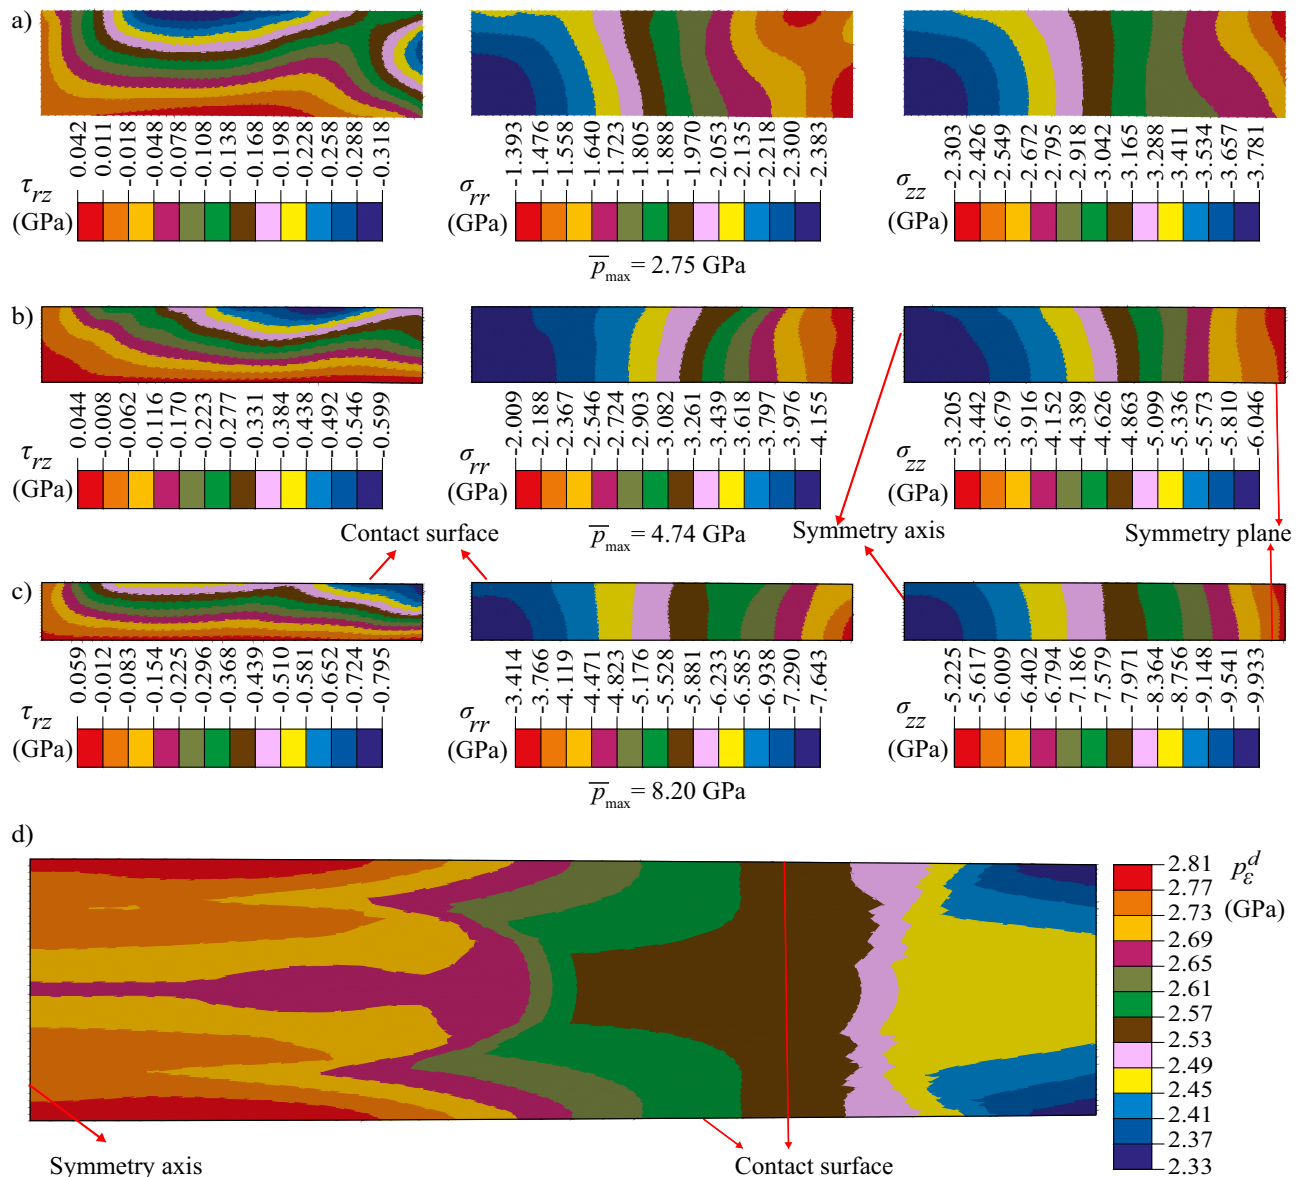 a)
0.042 0.011 -0.018 -0.048 -0.078 -0.108 -0.138 -0.168 -0.198 -0.228 -0.258 -0.288 -0.318
τrz
(GPa)
-1.393 -1.476 -1.558 -1.640 -1.723 -1.805 -1.888 -1.970 -2.053 -2.135 -2.218 -2.300 -2.383
σrr
(GPa)
-2.303 -2.426 -2.549 -2.672 -2.795 -2.918 -3.042 -3.165 -3.288 -3.411 -3.534 -3.657 -3.781
σzz
(GPa)
p̅max = 2.75 GPa
b)
0.044 -0.008 -0.062 -0.116 -0.170 -0.223 -0.277 -0.331 -0.384 -0.438 -0.492 -0.546 -0.599
τrz
(GPa)
-2.009 -2.188 -2.367 -2.546 -2.724 -2.903 -3.082 -3.261 -3.439 -3.618 -3.797 -3.976 -4.155
σrr
(GPa)
-3.205 -3.442 -3.679 -3.916 -4.152 -4.389 -4.626 -4.863 -5.099 -5.336 -5.573 -5.810 -6.046
σzz
(GPa)
Contact surface
p̅max = 4.74 GPa
Symmetry axis
Symmetry plane
c)
0.059 -0.012 -0.083 -0.154 -0.225 -0.296 -0.368 -0.439 -0.510 -0.581 -0.652 -0.724 -0.795
τrz
(GPa)
-3.414 -3.766 -4.119 -4.471 -4.823 -5.176 -5.528 -5.881 -6.233 -6.585 -6.938 -7.290 -7.643
σrr
(GPa)
-5.225 -5.617 -6.009 -6.402 -6.794 -7.186 -7.579 -7.971 -8.364 -8.756 -9.148 -9.541 -9.933
σzz
(GPa)
p̅max = 8.20 GPa
d)
2.81
2.77
2.73
2.69
2.65
2.61
2.57
2.53
2.49
2.45
2.41
2.37
2.33
pεd
(GPa)
Symmetry axis
Contact surface